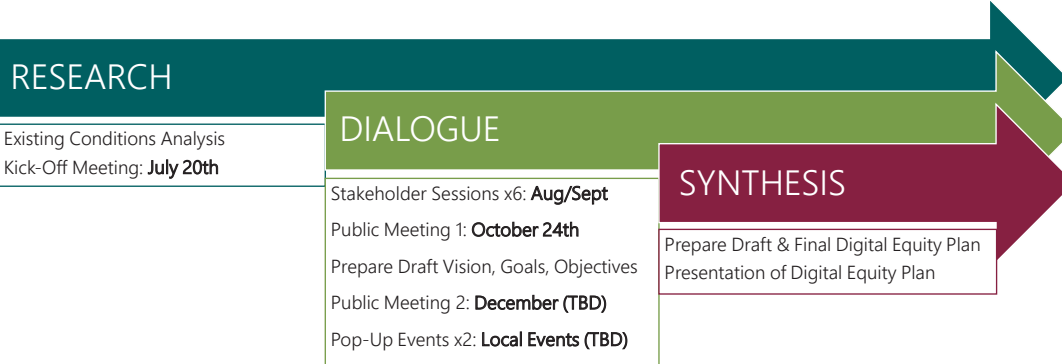 RESEARCH
Existing Conditions Analysis
Kick-Off Meeting: July 20th
DIALOGUE
Stakeholder Sessions x6: Aug/Sept
Public Meeting 1: October 24th
Prepare Draft Vision, Goals, Objectives
Public Meeting 2: December (TBD)
Pop-Up Events x2: Local Events (TBD)
SYNTHESIS
Prepare Draft & Final Digital Equity Plan
Presentation of Digital Equity Plan